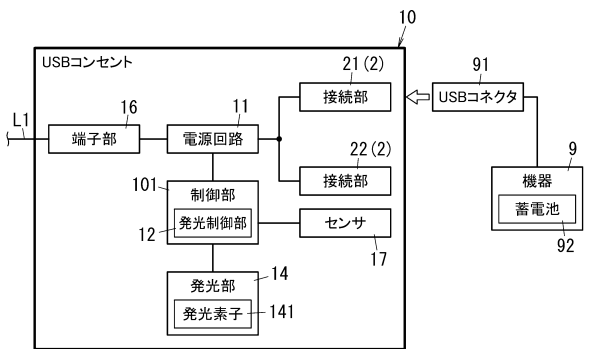 10
USBコンセント
L1
16
端子部
11
電源回路
21(2)
接続部
22(2)
接続部
91
USBコネクタ
9
機器
蓄電池
92
101
制御部
12
発光制御部
センサ
17
発光部
14
発光素子
141